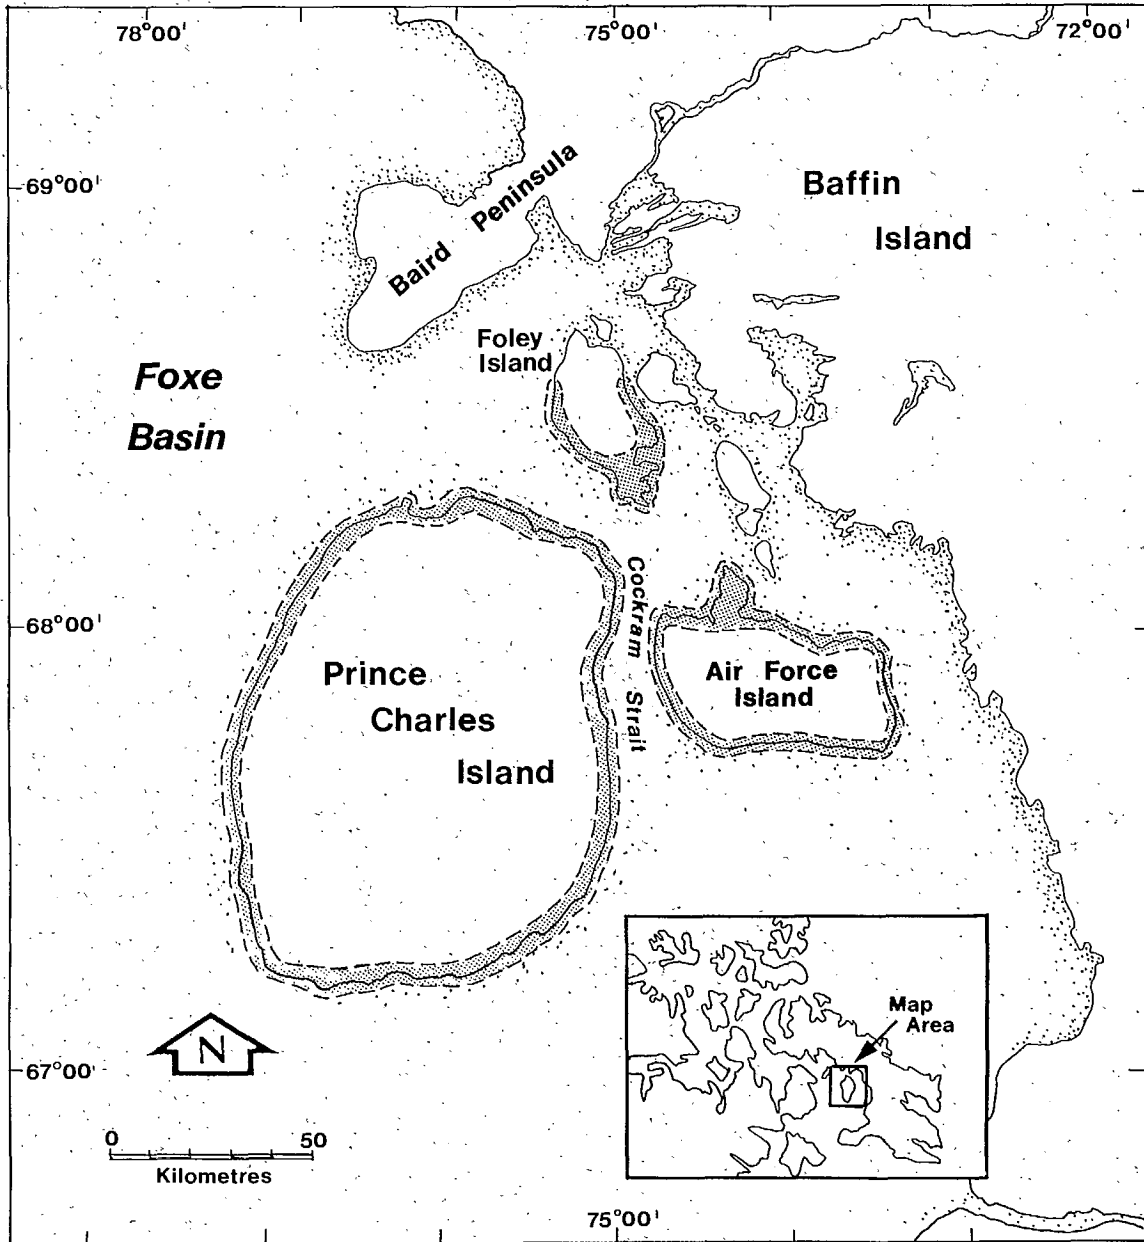 78°00'
75°00'
72°00'
69°00'
Baffin
Island
Baird Peninsula
Foley
Island
Foxe
Basin
Cockram Strait
68°00'
Prince
Charles
Island
Air Force
Island
Map
Area
N
67°00'
0 50
Kilometres
75°00'